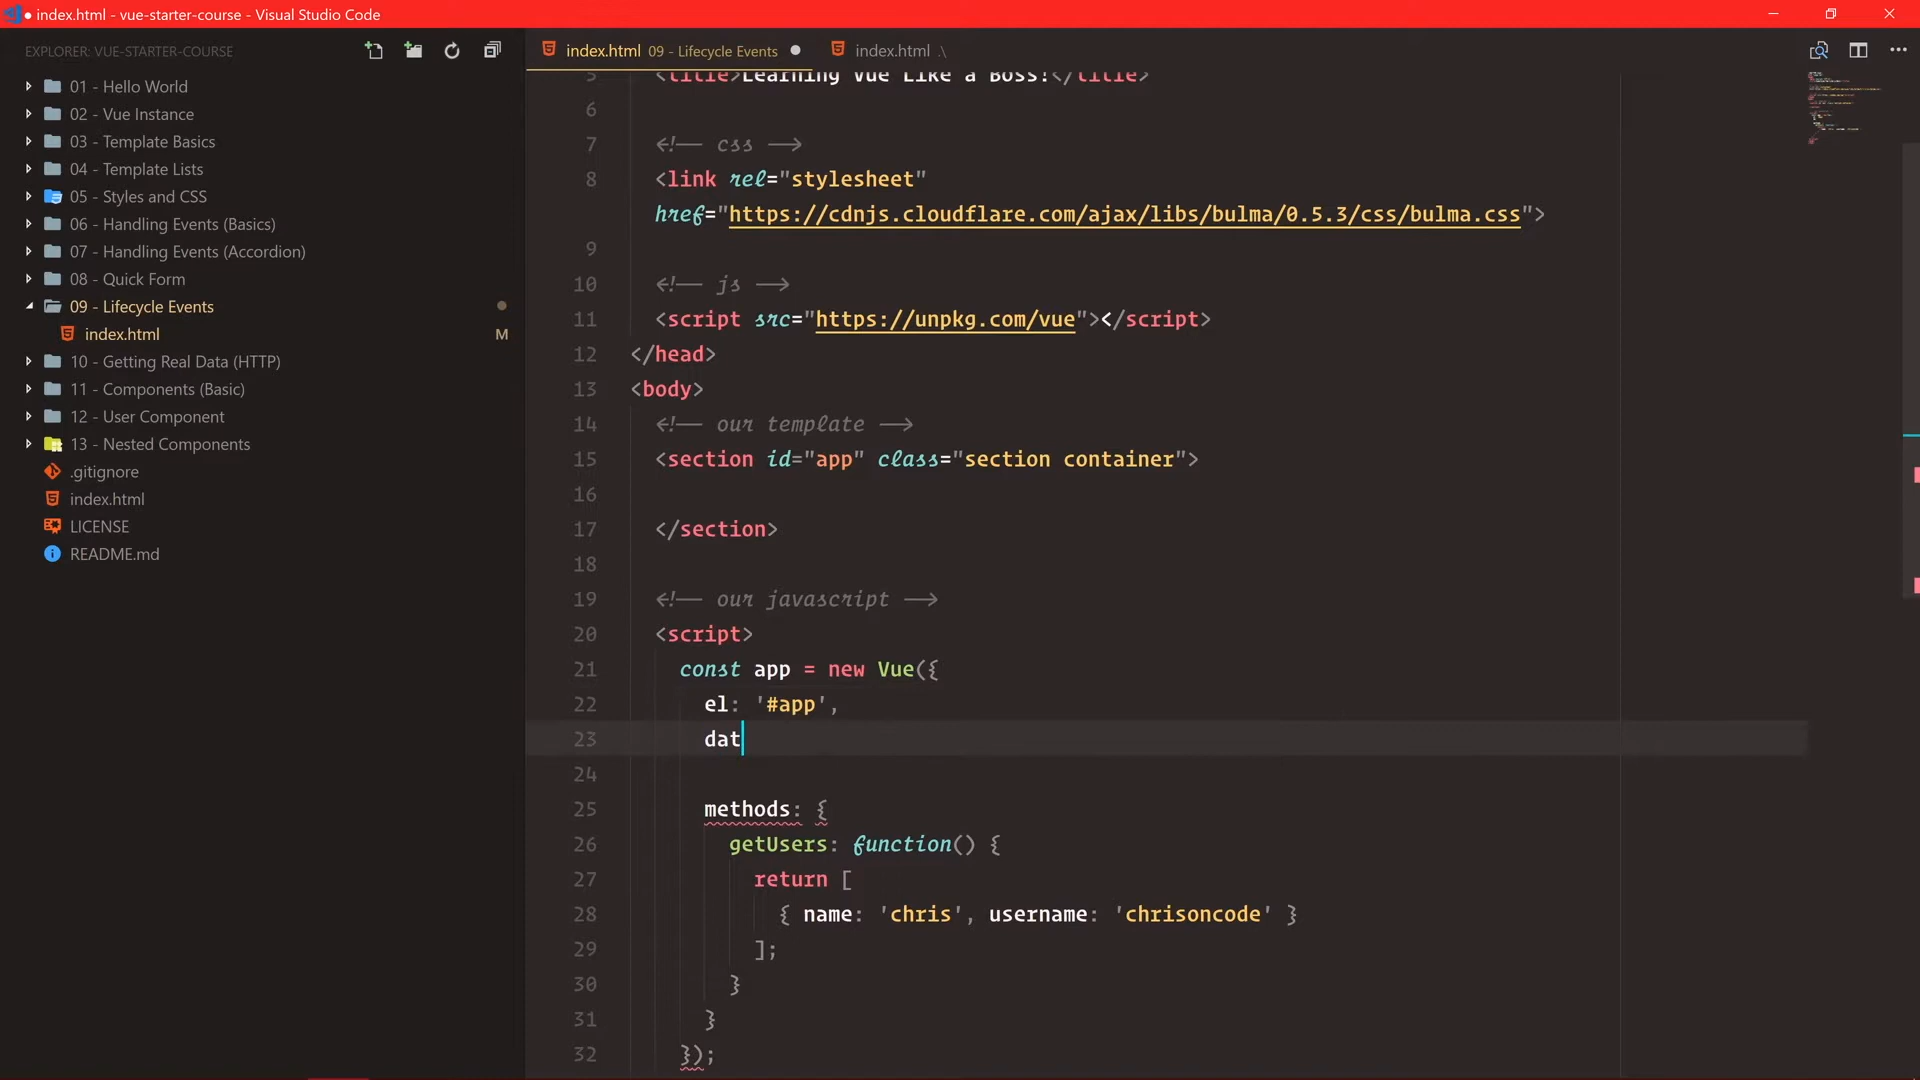 index.html - vue-starter-course - Visual Studio Code
EXPLORER: VUE-STARTER-COURSE
01 - Hello World
02 - Vue Instance
03 - Template Basics
04 - Template Lists
05 - Styles and CSS
06 - Handling Events (Basics)
07 - Handling Events (Accordion)
08 - Quick Form
09 - Lifecycle Events
index.html M
10 - Getting Real Data (HTTP)
11 - Components (Basic)
12 - User Component
13 - Nested Components
.gitignore
index.html
LICENSE
README.md
index.html 09 - Lifecycle Events
index.html .\
5 <title>Learning Vue Like a Boss!</title>
6
7 <!-- css -->
8 <link rel="stylesheet"
href="https://cdnjs.cloudflare.com/ajax/libs/bulma/0.5.3/css/bulma.css">
9
10 <!-- js -->
11 <script src="https://unpkg.com/vue"></script>
12 </head>
13 <body>
14 <!-- our template -->
15 <section id="app" class="section container">
16
17 </section>
18
19 <!-- our javascript -->
20 <script>
21 const app = new Vue({
22 el: '#app',
23 dat
24
25 methods: {
26 getUsers: function() {
27 return [
28 { name: 'chris', username: 'chrisoncode' }
29 ];
30 }
31 }
32 });